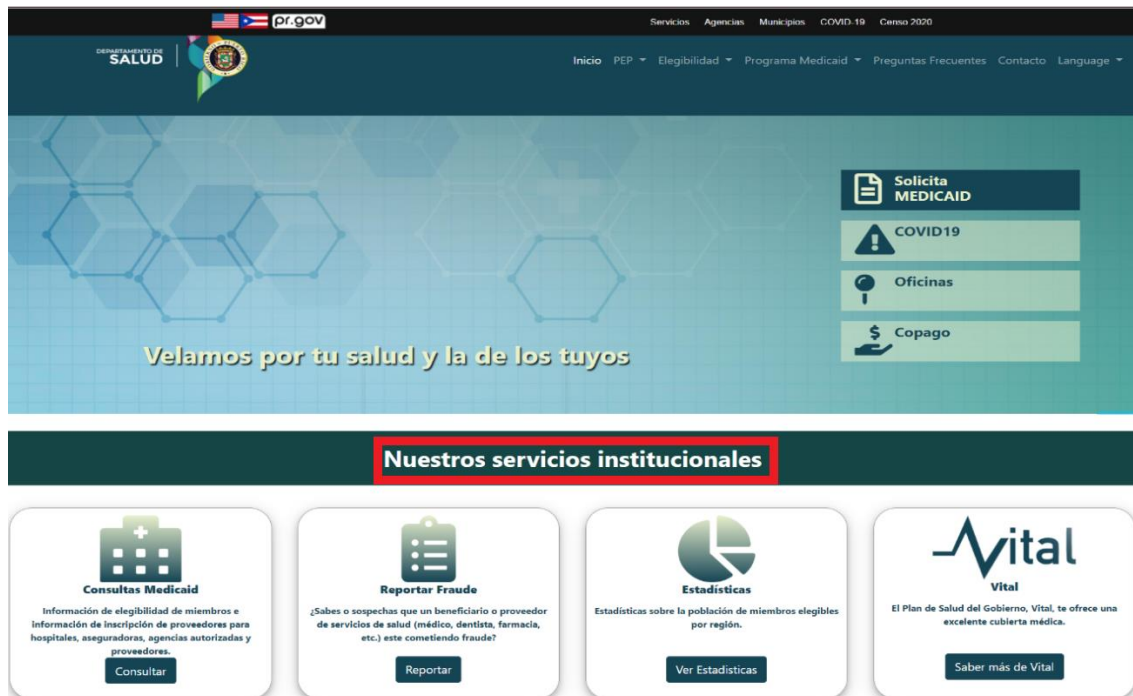 pr.gov
Servicios Agencias Municipios COVID-19 Censo 2020
DEPARTAMENTO DE
SALUD
Inicio PEP Elegibilidad Programa Medicaid Preguntas Frecuentes Contacto Language
Solicita
MEDICAID
COVID19
Oficinas
Copago
Velamos por tu salud y la de los tuyos
Nuestros servicios institucionales
Consultas Medicaid
Información de elegibilidad de miembros e
información de inscripción de proveedores para
hospitales, aseguradoras, agencias autorizadas y
proveedores.
Consultar
Reportar Fraude
¿Sabes o sospechas que un beneficiario o proveedor
de servicios de salud (médico, dentista, farmacia,
etc.) este cometiendo fraude?
Reportar
Estadísticas
Estadísticas sobre la población de miembros elegibles
por región.
Ver Estadisticas
Vital
Vital
El Plan de Salud del Gobierno, Vital, te ofrece una
excelente cubierta médica.
Saber más de Vital